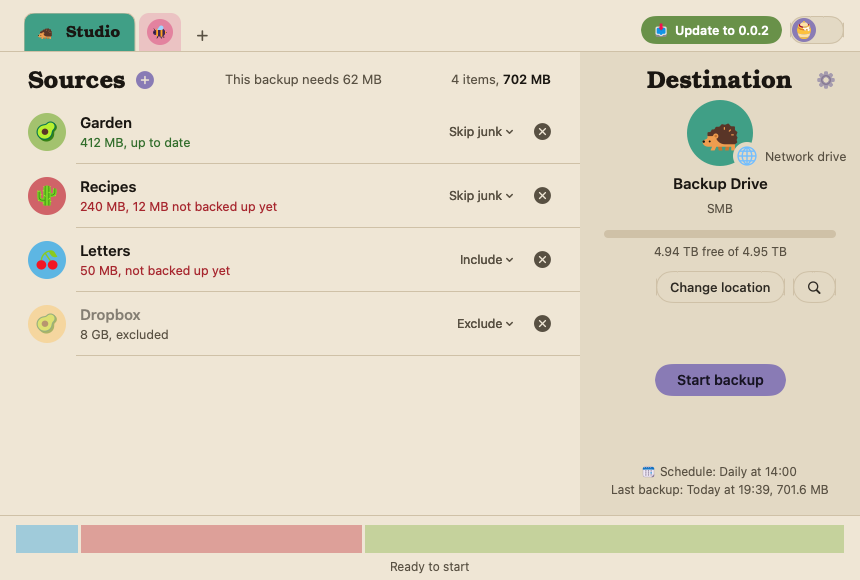 Studio
+
Update to 0.0.2
Sources
This backup needs 62 MB
4 items, 702 MB
Garden
412 MB, up to date
Skip junk
Recipes
240 MB, 12 MB not backed up yet
Skip junk
Letters
50 MB, not backed up yet
Include
Dropbox
8 GB, excluded
Exclude
Destination
Network drive
Backup Drive
SMB
4.94 TB free of 4.95 TB
Change location
Start backup
Schedule: Daily at 14:00
Last backup: Today at 19:39, 701.6 MB
Ready to start